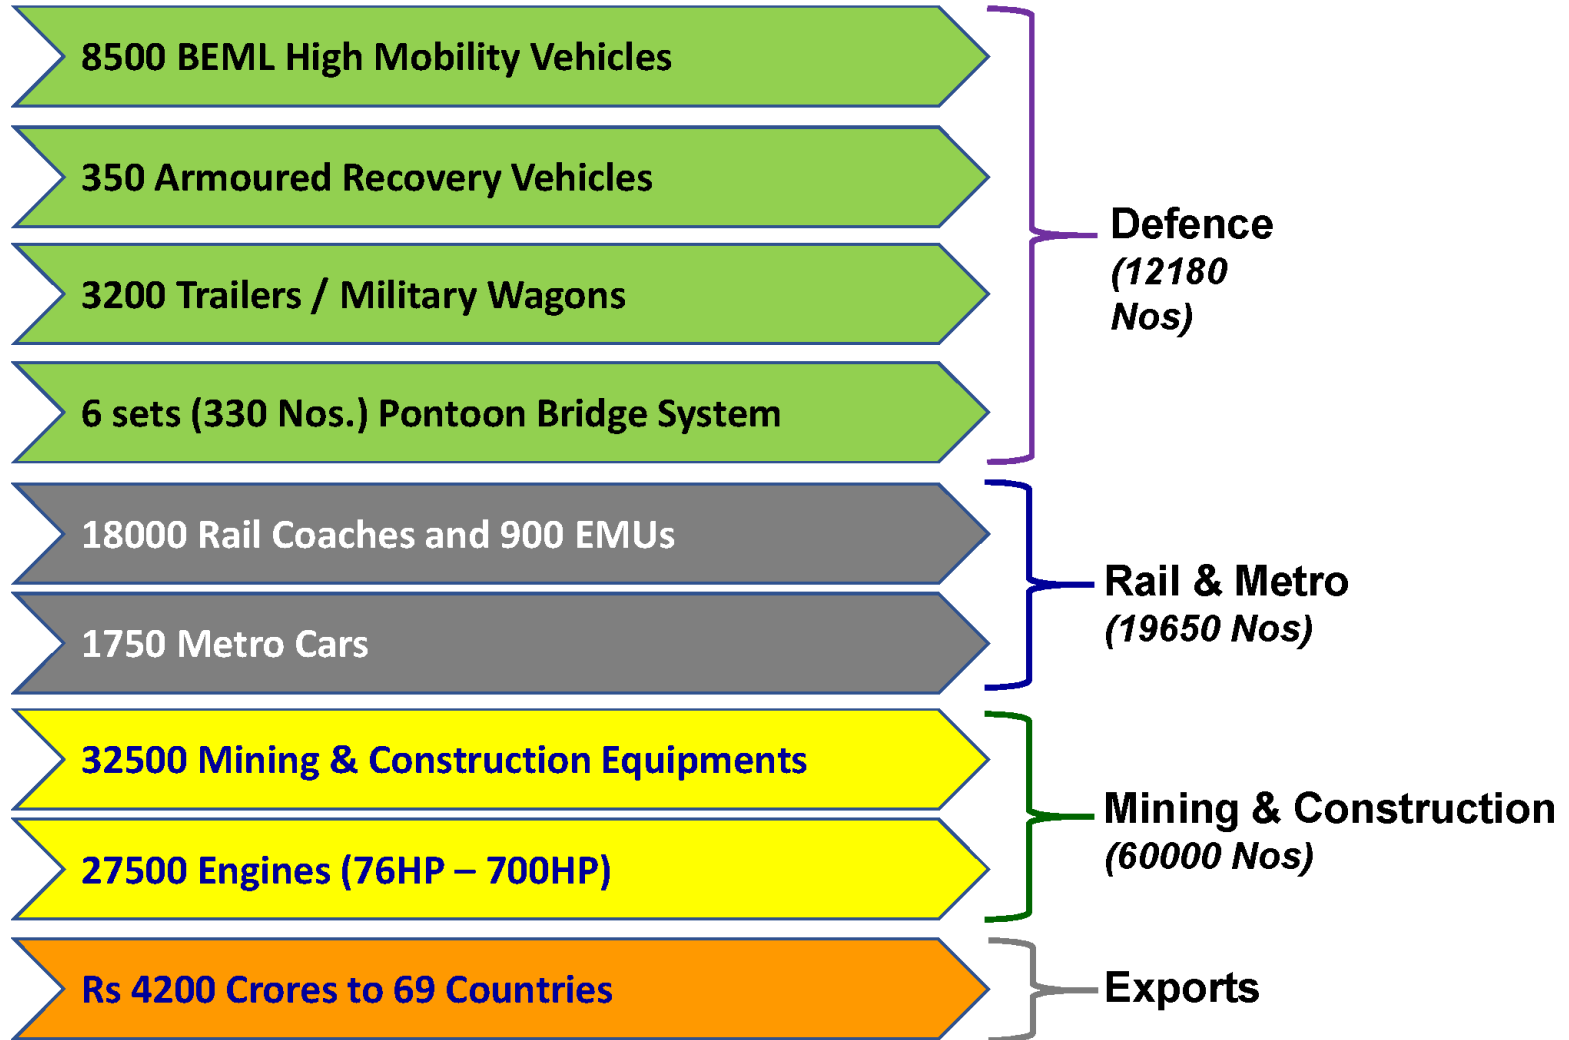 8500 BEML High Mobility Vehicles
350 Armoured Recovery Vehicles
3200 Trailers / Military Wagons
6 sets (330 Nos.) Pontoon Bridge System
Defence
(12180
Nos)
18000 Rail Coaches and 900 EMUs
1750 Metro Cars
Rail & Metro
(19650 Nos)
32500 Mining & Construction Equipments
27500 Engines (76HP – 700HP)
Mining & Construction
(60000 Nos)
Rs 4200 Crores to 69 Countries
Exports